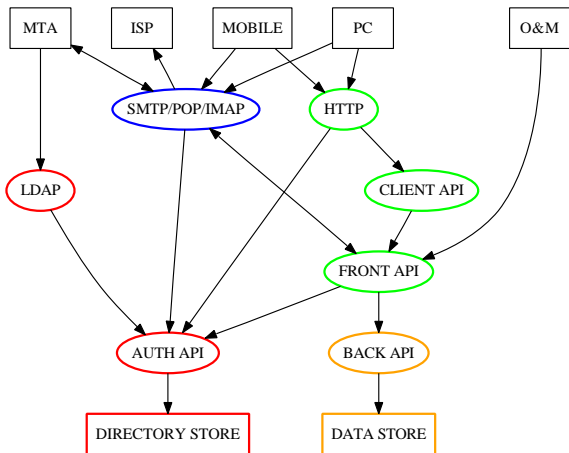 MTA
ISP
MOBILE
PC
O&M
SMTP/POP/IMAP
HTTP
LDAP
CLIENT API
FRONT API
AUTH API
BACK API
DIRECTORY STORE
DATA STORE